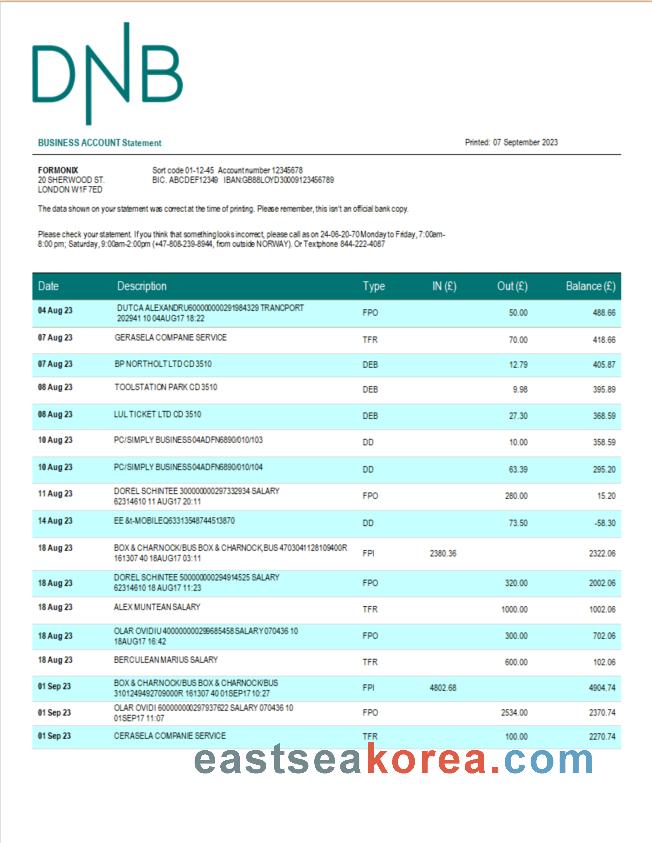 DNB
BUSINESS ACCOUNT Statement Printed: 07 September 2023
FORMONIX Sort code 01-12-45 Account number 12345678
20 SHERWOOD ST. BIC. ABCDEF12349 IBAN:GB88LOYD30009123456789
LONDON W1F 7ED
The data shown on your statement was correct at the time of printing. Please remember, this isn't an official bank copy.
Please check your statement. If you think that something looks incorrect, please call as on 24-06-20-70 Monday to Friday, 7:00am-
8:00 pm; Saturday, 9:00am-2:00pm (+47-808-239-8944, from outside NORWAY). Or Textphone 844-222-4087
Date Description Type IN (£) Out (£) Balance (£)
04 Aug 23 DUTCA ALEXANDRU600000000291984329 TRANCPORT
202941 10 04AUG17 18:22 FPO 50.00 488.66
07 Aug 23 GERASELA COMPANIE SERVICE TFR 70.00 418.66
07 Aug 23 BP NORTHOLT LTD CD 3510 DEB 12.79 405.87
08 Aug 23 TOOLSTATION PARK CD 3510 DEB 9.98 395.89
08 Aug 23 LUL TICKET LTD CD 3510 DEB 27.30 368.59
10 Aug 23 PC/SIMPLY BUSINESS04ADFN6890/010/103 DD 10.00 358.59
10 Aug 23 PC/SIMPLY BUSINESS04ADFN6890/010/104 DD 63.39 295.20
11 Aug 23 DOREL SCHINTEE 300000000297332934 SALARY
62314610 11 AUG17 20:11 FPO 280.00 15.20
14 Aug 23 EE &t-MOBILEQ63313548744513870 DD 73.50 -58.30
18 Aug 23 BOX & CHARNOCK/BUS BOX & CHARNOCK,BUS 4703041128109400R
161307 40 18AUG17 03:11 FPI 2380.36 2322.06
18 Aug 23 DOREL SCHINTEE 500000000294914525 SALARY
62314610 18 AUG17 11:23 FPO 320.00 2002.06
18 Aug 23 ALEX MUNTEAN SALARY TFR 1000.00 1002.06
18 Aug 23 OLAR OVIDIU 400000000299685458 SALARY 070436 10
18AUG17 16:42 FPO 300.00 702.06
18 Aug 23 BERCULEAN MARIUS SALARY TFR 600.00 102.06
01 Sep 23 BOX & CHARNOCK/BUS BOX & CHARNOCK/BUS
3101249492709000R 161307 40 01SEP17 10:27 FPI 4802.68 4904.74
01 Sep 23 OLAR OVIDI 600000000297937622 SALARY 070436 10
01SEP17 11:07 FPO 2534.00 2370.74
01 Sep 23 CERASELA COMPANIE SERVICE TFR 100.00 2270.74
eastseakorea.com